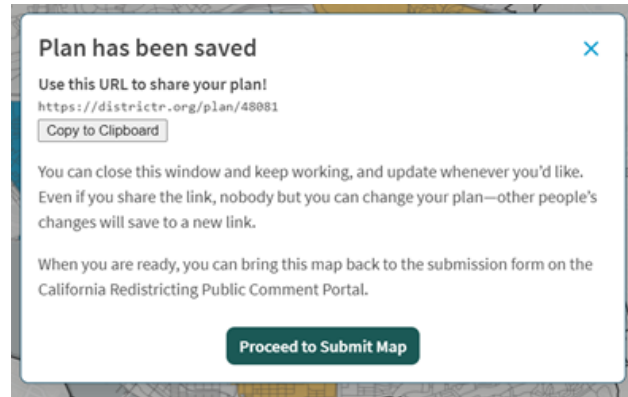 Plan has been saved
Use this URL to share your plan!
https://districtr.org/plan/48081
Copy to Clipboard
You can close this window and keep working, and update whenever you’d like.
Even if you share the link, nobody but you can change your plan—other people’s
changes will save to a new link.
When you are ready, you can bring this map back to the submission form on the
California Redistricting Public Comment Portal.
Proceed to Submit Map